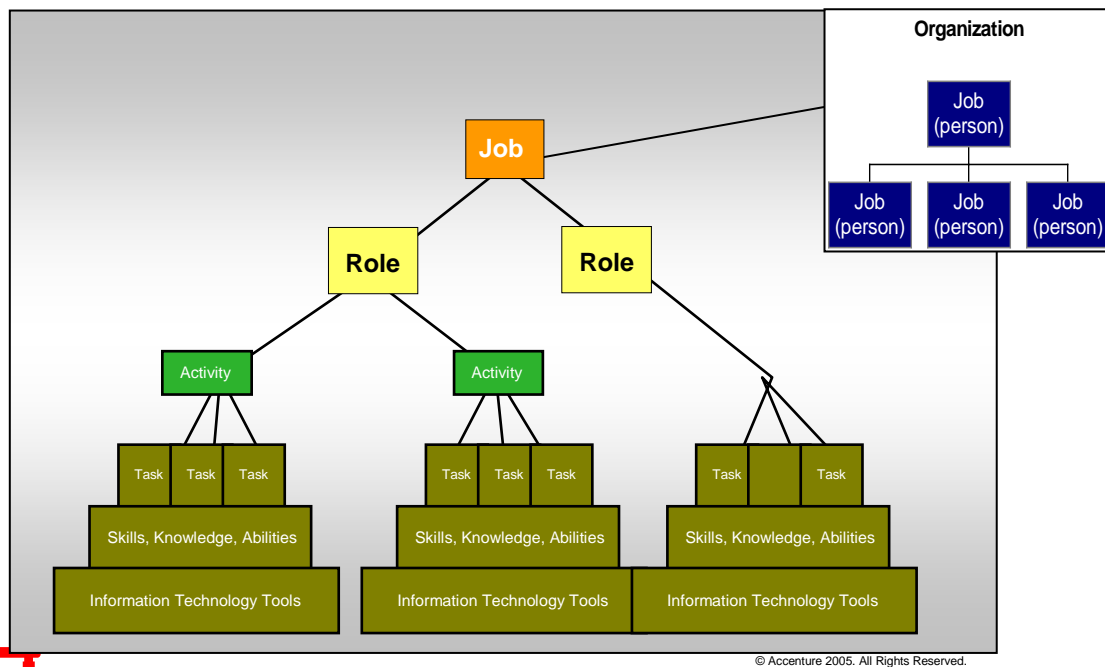 Organization
Job
(person)
Job
(person)
Job
(person)
Job
(person)
Job
Role
Role
Activity
Activity
Task
Task
Task
Task
Task
Task
Task
Task
Skills, Knowledge, Abilities
Skills, Knowledge, Abilities
Skills, Knowledge, Abilities
Information Technology Tools
Information Technology Tools
Information Technology Tools
© Accenture 2005. All Rights Reserved.